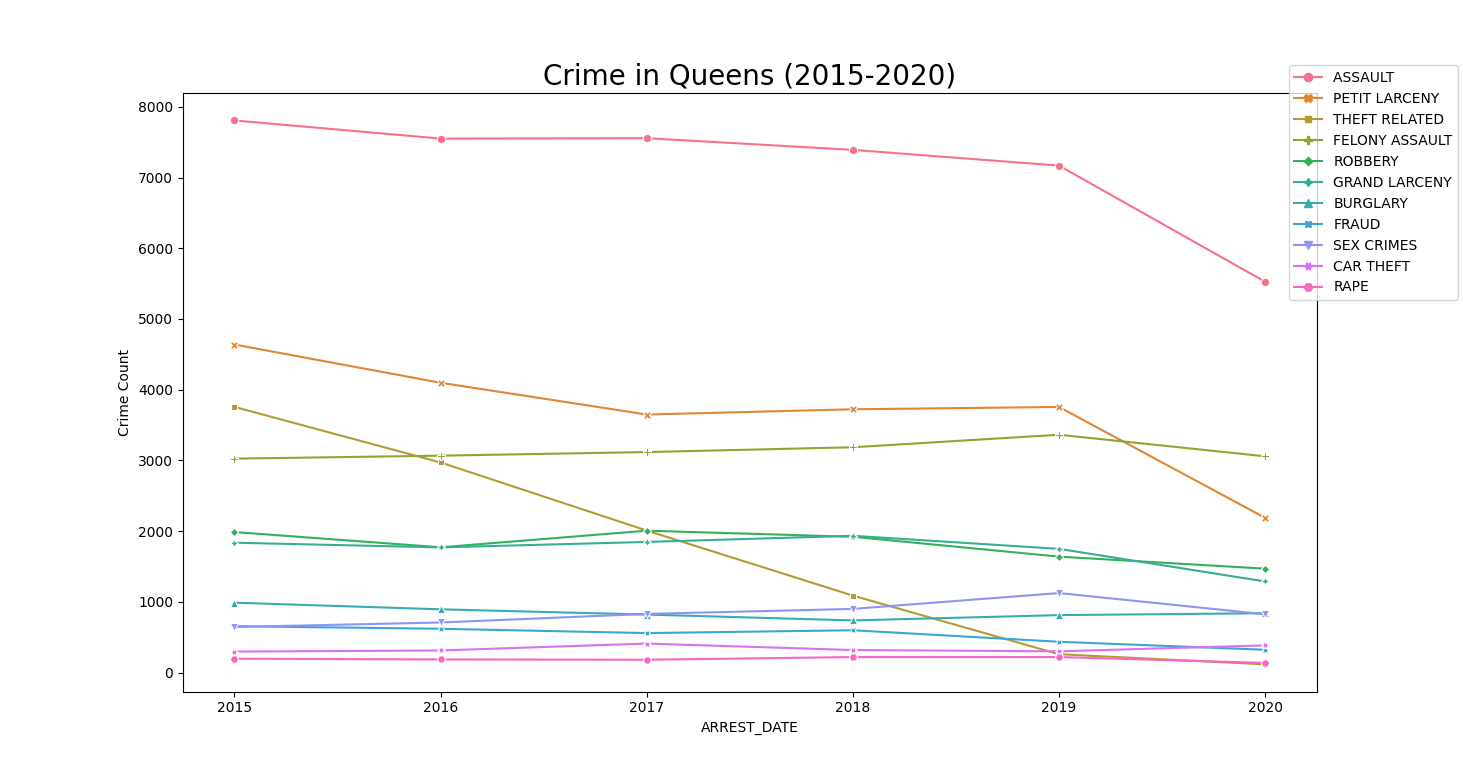 Crime in Queens (2015-2020)
ASSAULT
PETIT LARCENY
THEFT RELATED
FELONY ASSAULT
ROBBERY
GRAND LARCENY
BURGLARY
FRAUD
SEX CRIMES
CAR THEFT
RAPE
8000
7000
6000
5000
4000
3000
2000
1000
0
Crime Count
2015 2016 2017 2018 2019 2020
ARREST_DATE